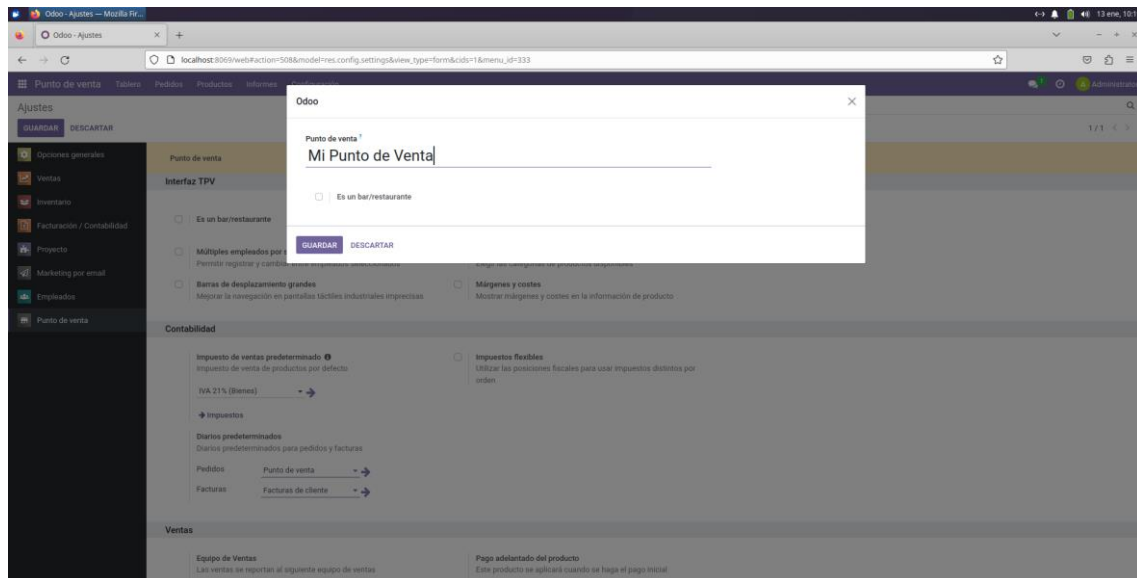 Odoo - Ajustes — Mozilla Fir...
13 ene, 10:1
Odoo - Ajustes
localhost:8069/web#action=508&model=res.config.settings&view_type=form&cids=1&menu_id=333
Punto de venta Tablero Pedidos Productos Informes Configuración
1
Administrator
Ajustes
GUARDAR DESCARTAR
1 / 1
Odoo
Punto de venta ?
Mi Punto de Venta
Es un bar/restaurante
GUARDAR DESCARTAR
Opciones generales
Ventas
Inventario
Facturación / Contabilidad
Proyecto
Marketing por email
Empleados
Punto de venta
Punto de venta
Interfaz TPV
Es un bar/restaurante
Múltiples empleados por s
Permite registrar y cambiar entre empleados seleccionados
Elegir las categorías de productos disponibles
Barras de desplazamiento grandes
Mejorar la navegación en pantallas táctiles industriales imprecisas
Márgenes y costes
Mostrar márgenes y costes en la información de producto
Contabilidad
Impuesto de ventas predeterminado
Impuesto de venta de productos por defecto
IVA 21% (Bienes)
Impuestos
Impuestos flexibles
Utilizar las posiciones fiscales para usar impuestos distintos por
orden
Diarios predeterminados
Diarios predeterminados para pedidos y facturas
Pedidos Punto de venta
Facturas Facturas de cliente
Ventas
Equipo de Ventas
Las ventas se reportan al siguiente equipo de ventas
Pago adelantado del producto
Este producto se aplicará cuando se haga el pago inicial